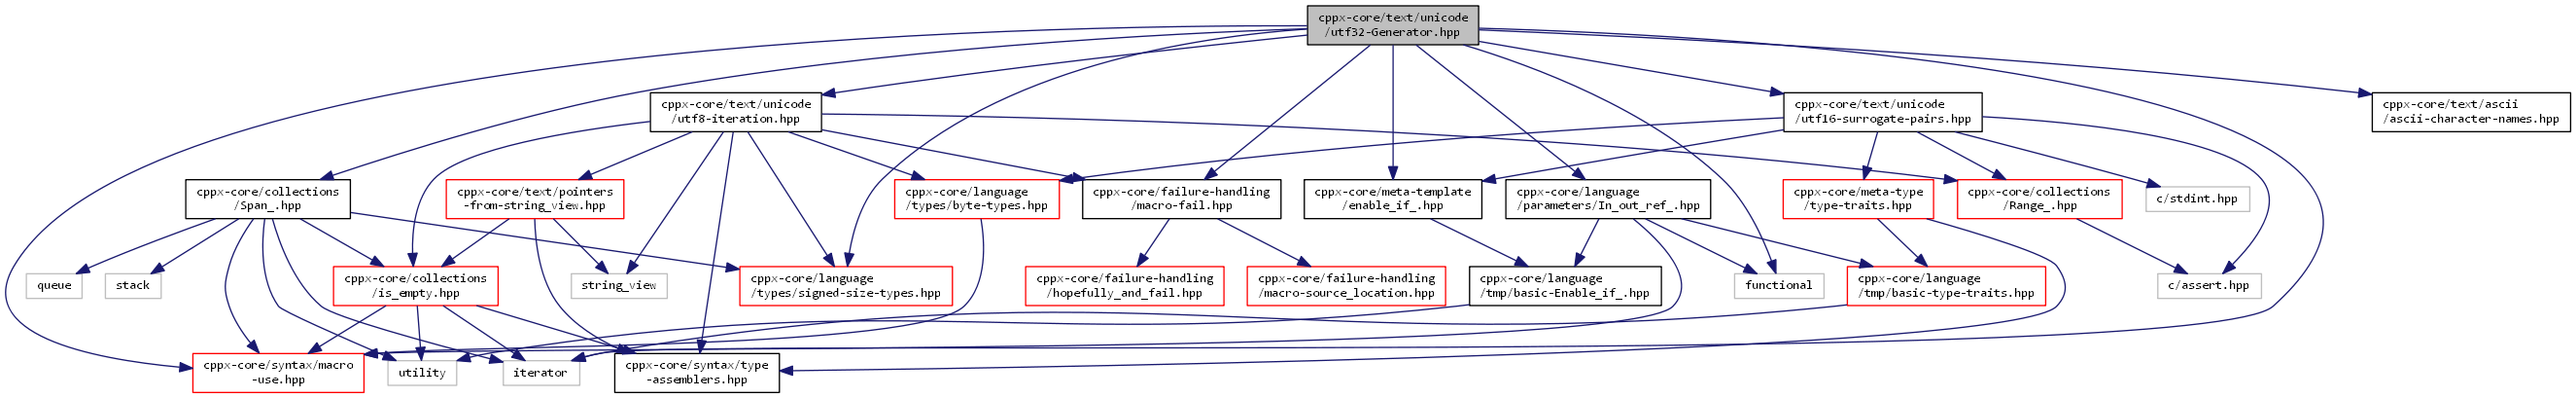 cppx-core/text/unicode
/utf32-Generator.hpp
cppx-core/text/unicode
/utf8-iteration.hpp
cppx-core/text/unicode
/utf16-surrogate-pairs.hpp
cppx-core/text/ascii
/ascii-character-names.hpp
cppx-core/collections
/Span_.hpp
cppx-core/text/pointers
-from-string_view.hpp
cppx-core/language
/types/byte-types.hpp
cppx-core/failure-handling
/macro-fail.hpp
cppx-core/meta-template
/enable_if_.hpp
cppx-core/language
/parameters/In_out_ref_.hpp
cppx-core/meta-type
/type-traits.hpp
cppx-core/collections
/Range_.hpp
c/stdint.hpp
queue
stack
cppx-core/collections
/is_empty.hpp
string_view
cppx-core/language
/types/signed-size-types.hpp
cppx-core/failure-handling
/hopefully_and_fail.hpp
cppx-core/failure-handling
/macro-source_location.hpp
cppx-core/language
/tmp/basic-Enable_if_.hpp
functional
cppx-core/language
/tmp/basic-type-traits.hpp
c/assert.hpp
cppx-core/syntax/macro
-use.hpp
utility
iterator
cppx-core/syntax/type
-assemblers.hpp